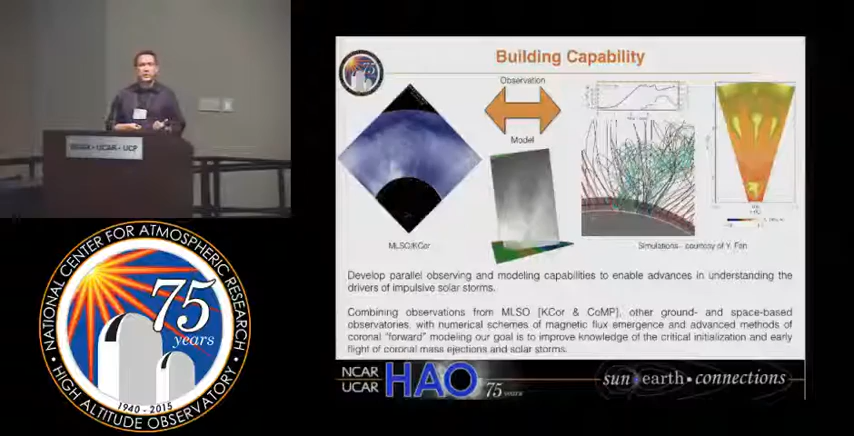 NCAR • UCAR • UCP
NATIONAL CENTER FOR ATMOSPHERIC RESEARCH
75
years
1940 - 2015
HIGH ALTITUDE OBSERVATORY
Building Capability
Observation
Model
MLSO/KCor
Simulations - courtesy of Y. Fan
Develop parallel observing and modeling capabilities to enable advances in understanding the
drivers of impulsive solar storms.
Combining observations from MLSO [KCor & CoMP], other ground- and space-based
observatories, with numerical schemes of magnetic flux emergence and advanced methods of
coronal "forward" modeling our goal is to improve knowledge of the critical initialization and early
flight of coronal mass ejections and solar storms.
NCAR
UCAR
HAO
75 years
sun • earth • connections